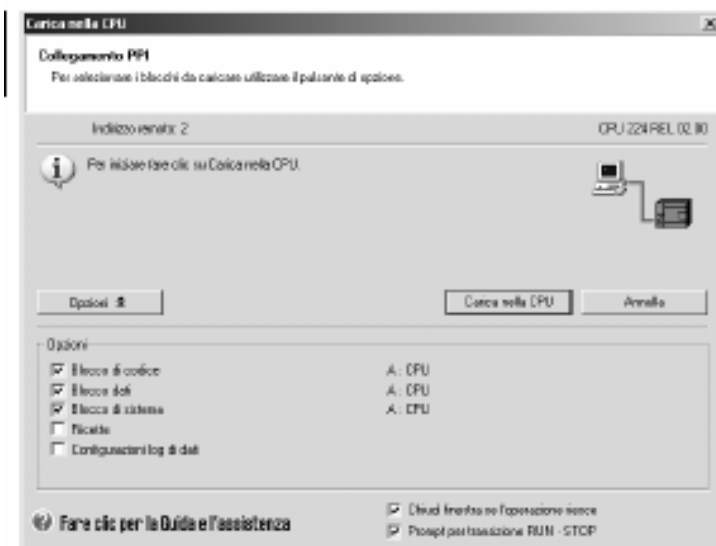 Carica nella CPU
Collegamento PPI
Per selezionare i blocchi da caricare utilizzare il pulsante di opzione.
Indirizzo remoto: 2
CPU 224 REL 02.00
Per iniziare fare clic su Carica nella CPU.
Opzioni
Carica nella CPU
Annulla
Opzioni
Blocco di codice A: CPU
Blocco dati A: CPU
Blocco di sistema A: CPU
Ricette
Configurazioni log di dati
Fare clic per la Guida e l'assistenza
Chiudi finestra se l'operazione riesce
Prompt per transizione RUN - STOP